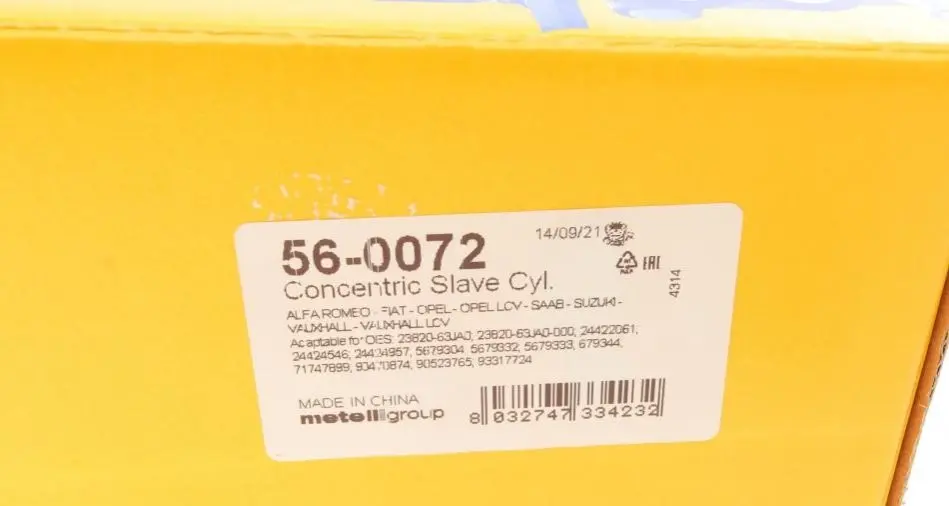 56-0072
14/09/21
Concentric Slave Cyl.
EAC
4314
ALFA ROMEO - FIAT - OPEL - OPEL LCV - SAAB - SUZUKI -
VAUXHALL - VAUXHALL LCV
Adaptable for OES: 23820-63JA0, 23820-63JA0-000, 24422061,
24424546, 24434957, 5679304, 5679332, 5679333, 679344,
71747899, 90523765, 93317724
MADE IN CHINA
metelligroup
8 032747 334232